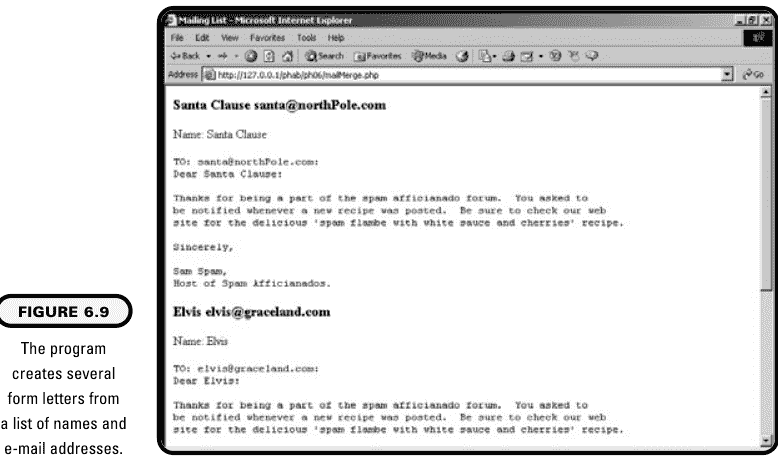 Mailing List - Microsoft Internet Explorer
File Edit View Favorites Tools Help
Back Search Favorites Media
Address http://127.0.0.1/phab/ph06/mailMerge.php Go
Santa Clause santa@northPole.com
Name: Santa Clause
TO: santa@northPole.com:
Dear Santa Clause:
Thanks for being a part of the spam afficianado forum. You asked to
be notified whenever a new recipe was posted. Be sure to check our web
site for the delicious 'spam flambe with white sauce and cherries' recipe.
Sincerely,
Sam Spam,
Host of Spam Afficianados.
Elvis elvis@graceland.com
Name: Elvis
TO: elvis@graceland.com:
Dear Elvis:
Thanks for being a part of the spam afficianado forum. You asked to
be notified whenever a new recipe was posted. Be sure to check our web
site for the delicious 'spam flambe with white sauce and cherries' recipe.
FIGURE 6.9
The program
creates several
form letters from
a list of names and
e-mail addresses.